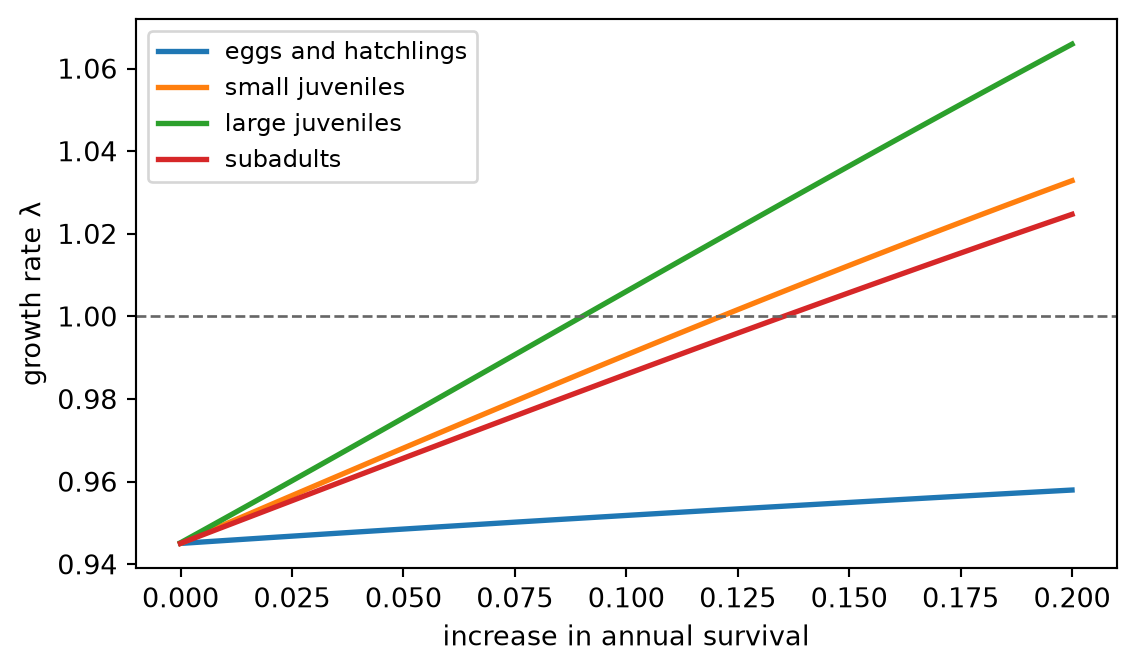 eggs and hatchlings
small juveniles
large juveniles
subadults
growth rate λ
1.06
1.04
1.02
1.00
0.98
0.96
0.94
0.000 0.025 0.050 0.075 0.100 0.125 0.150 0.175 0.200
increase in annual survival